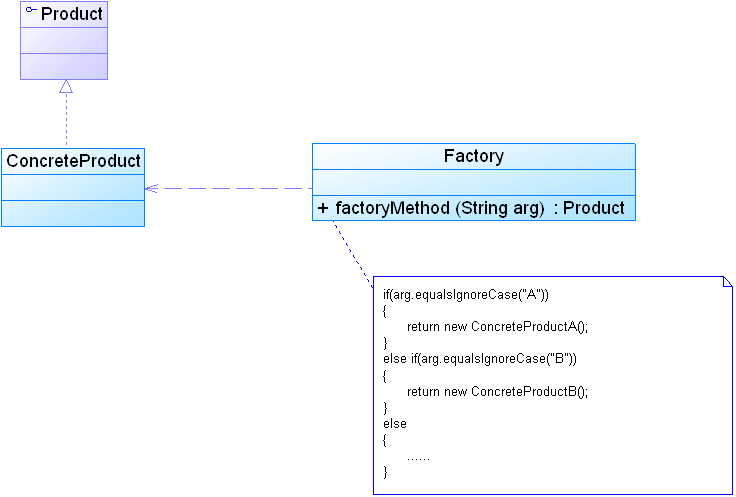 Product
ConcreteProduct
Factory
+ factoryMethod (String arg) : Product
if(arg.equalsIgnoreCase("A"))
{
return new ConcreteProductA();
}
else if(arg.equalsIgnoreCase("B"))
{
return new ConcreteProductB();
}
else
{
......
}